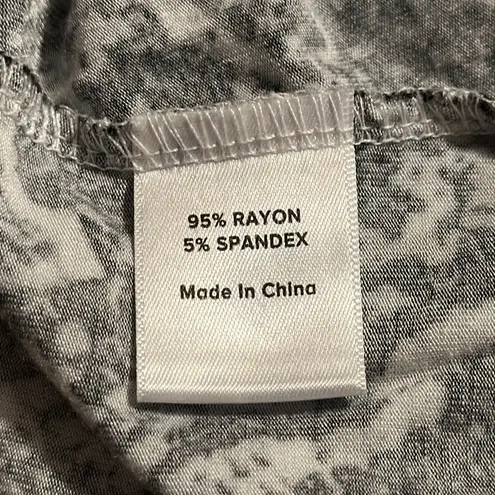 95% RAYON
5% SPANDEX
Made In China